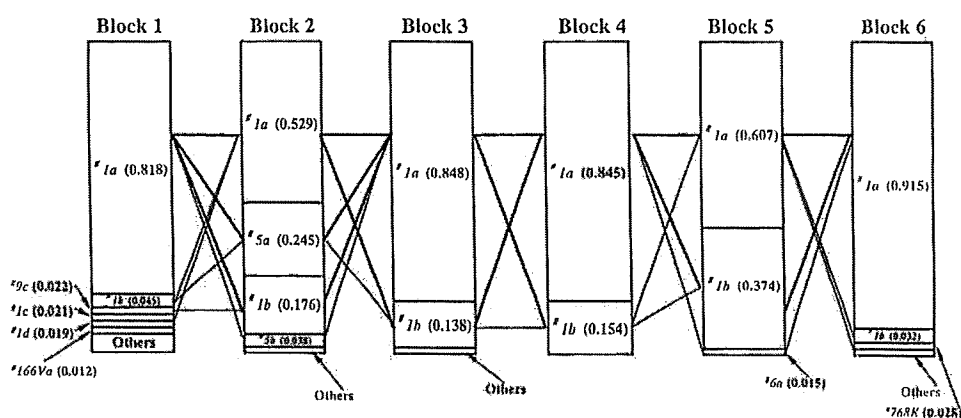 Block 1 Block 2 Block 3 Block 4 Block 5 Block 6
#1a (0.818)
#1a (0.529)
#1a (0.848)
#1a (0.845)
#1a (0.607)
#1a (0.915)
#5a (0.245)
#1b (0.176)
#1b (0.138)
#1b (0.154)
#1b (0.374)
#1b (0.045)
#9c (0.022)
#1c (0.021)
#1d (0.019)
#166Va (0.012)
Others
#5b (0.038)
Others
Others
#6a (0.015)
#1b (0.032)
Others
#768K (0.028)